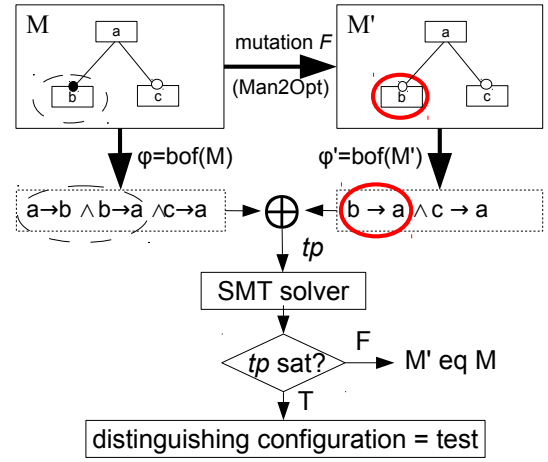 M
a
b
c
mutation F
(Man2Opt)
M'
a
b
c
φ=bof(M)
φ'=bof(M')
a→b ∧b→a ∧c→a
⊕
b → a ∧ c → a
tp
SMT solver
tp sat?
F
M' eq M
T
distinguishing configuration = test